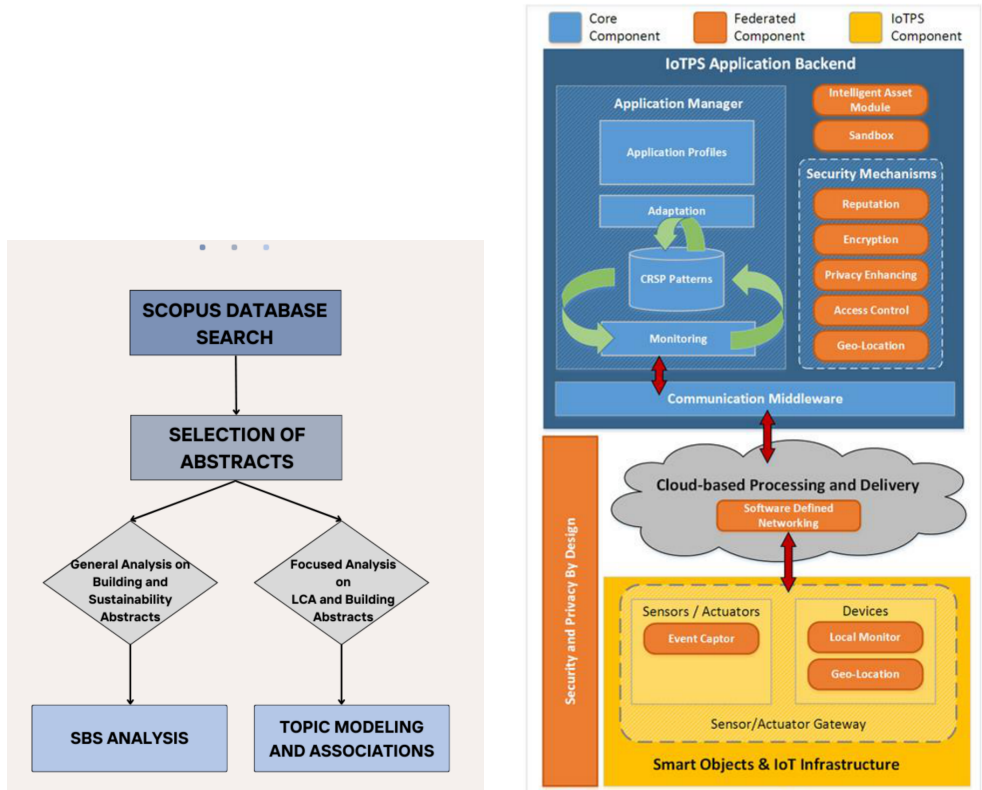 SCOPUS DATABASE
SEARCH
SELECTION OF
ABSTRACTS
General Analysis on
Building and
Sustainability
Abstracts
Focused Analysis
on
LCA and Building
Abstracts
SBS ANALYSIS
TOPIC MODELING
AND ASSOCIATIONS
Core
Component
Federated
Component
IoTPS
Component
IoTPS Application Backend
Application Manager
Application Profiles
Adaptation
CRSP Patterns
Monitoring
Intelligent Asset
Module
Sandbox
Security Mechanisms
Reputation
Encryption
Privacy Enhancing
Access Control
Geo-Location
Communication Middleware
Security and Privacy By Design
Cloud-based Processing and Delivery
Software Defined
Networking
Sensors / Actuators
Event Captor
Devices
Local Monitor
Geo-Location
Sensor/Actuator Gateway
Smart Objects & IoT Infrastructure